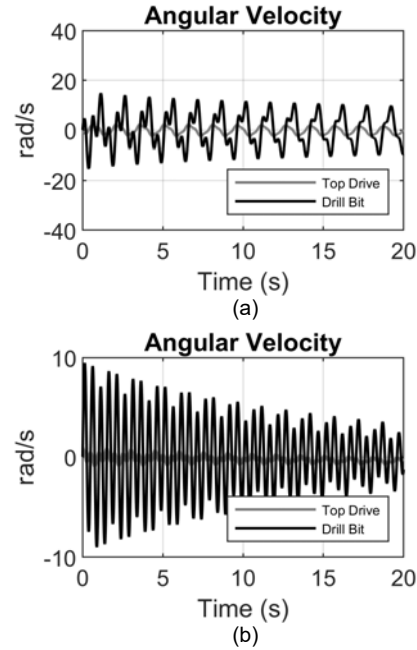 Angular Velocity
40
20
0
-20
-40
rad/s
Top Drive
Drill Bit
0 5 10 15 20
Time (s)
(a)
Angular Velocity
10
0
-10
rad/s
Top Drive
Drill Bit
0 5 10 15 20
Time (s)
(b)